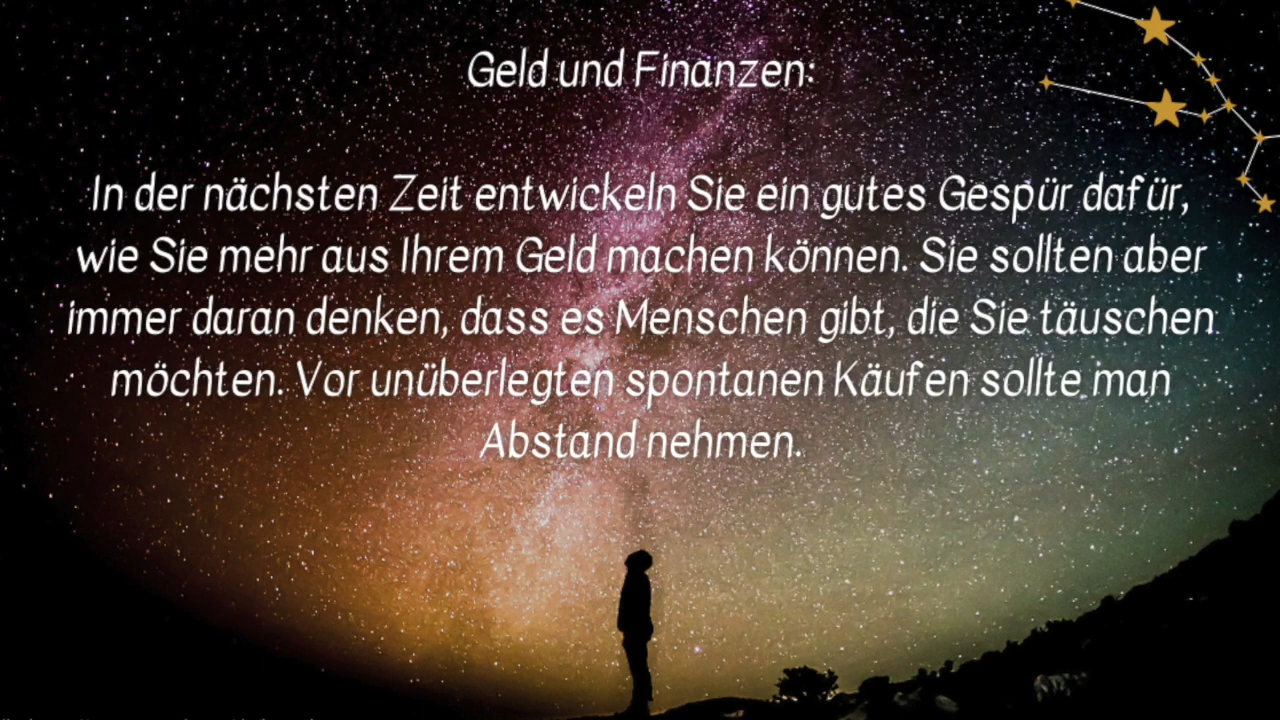 Geld und Finanzen:
In der nächsten Zeit entwickeln Sie ein gutes Gespür dafür,
wie Sie mehr aus Ihrem Geld machen können. Sie sollten aber
immer daran denken, dass es Menschen gibt, die Sie täuschen
möchten. Vor unüberlegten spontanen Käufen sollte man
Abstand nehmen.